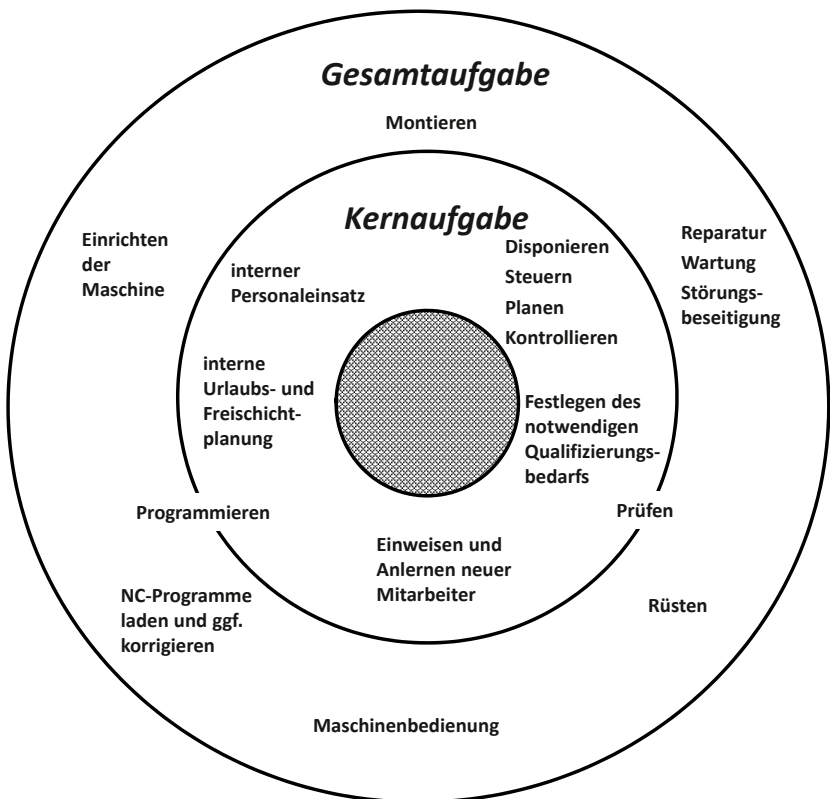 Gesamtaufgabe
Montieren
Kernaufgabe
Einrichten
der
Maschine
interner
Personaleinsatz
Disponieren
Steuern
Planen
Kontrollieren
Reparatur
Wartung
Störungs-
beseitigung
interne
Urlaubs- und
Freischicht-
planung
Festlegen des
notwendigen
Qualifizierungs-
bedarfs
Programmieren
Prüfen
Einweisen und
Anlernen neuer
Mitarbeiter
NC-Programme
laden und ggf.
korrigieren
Rüsten
Maschinenbedienung